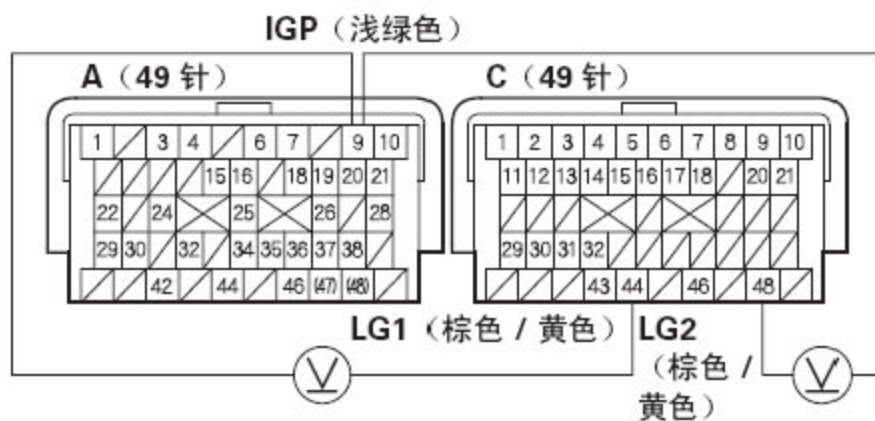 IGP（浅绿色）
A（49 针） C（49 针）
1 3 4 6 7 9 10 1 2 3 4 5 6 7 8 9 10
15 16 18 19 20 21 11 12 13 14 15 16 17 18 20 21
22 24 25 26 28
29 30 32 34 35 36 37 38 29 30 31 32
42 44 46 (47) (48) 43 44 46 48
LG1（棕色 / 黄色） LG2
（棕色 /
黄色）
V V